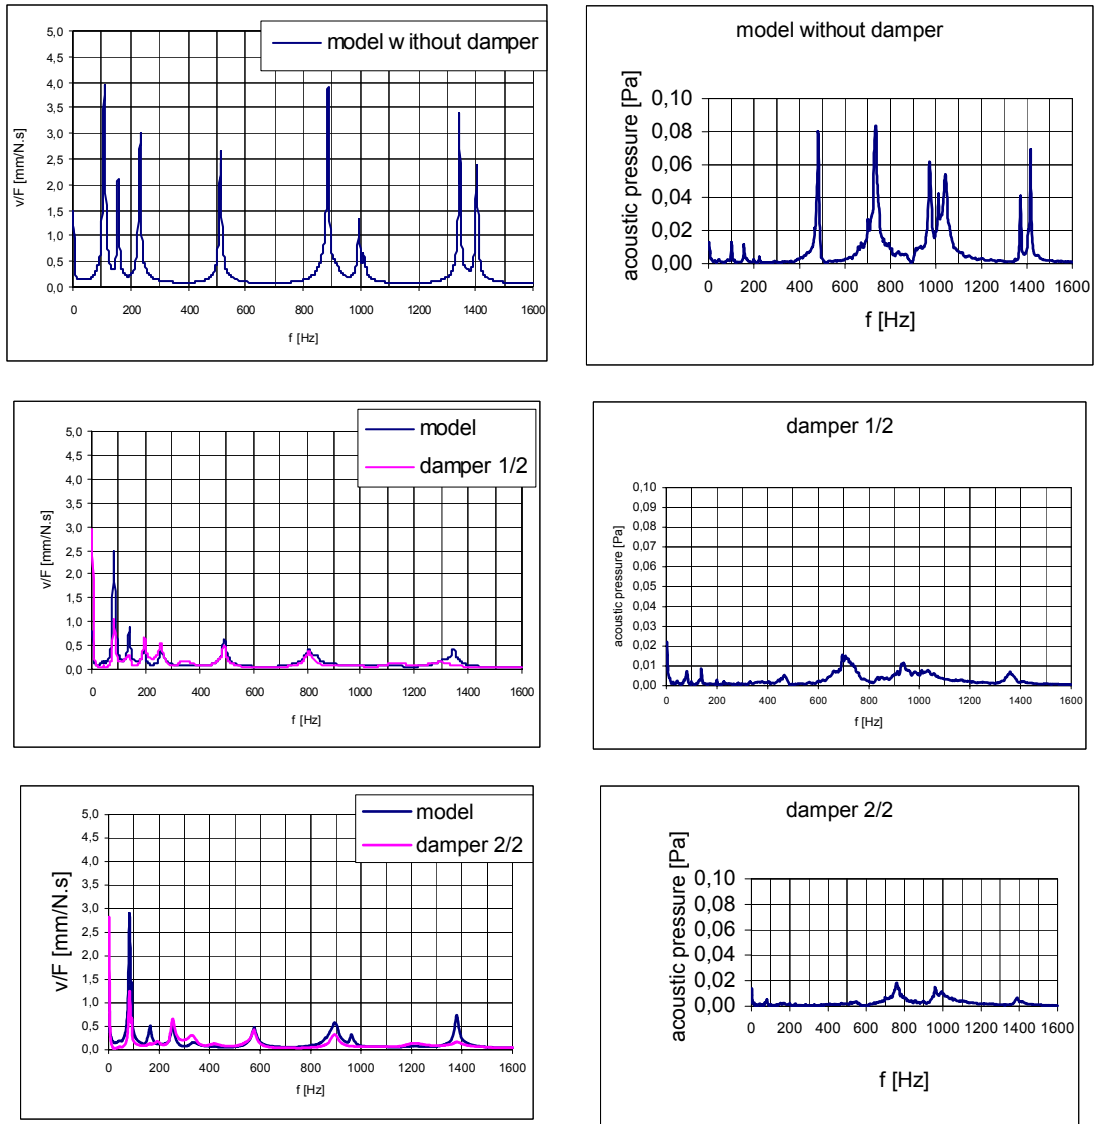 model w ithout damper
v/F [mm/N.s]
5,0
4,5
4,0
3,5
3,0
2,5
2,0
1,5
1,0
0,5
0,0
0 200 400 600 800 1000 1200 1400 1600
f [Hz]
model without damper
acoustic pressure [Pa]
0,10
0,08
0,06
0,04
0,02
0,00
0 200 400 600 800 1000 1200 1400 1600
f [Hz]
model
damper 1/2
v/F [mm/N.s]
5,0
4,5
4,0
3,5
3,0
2,5
2,0
1,5
1,0
0,5
0,0
0 200 400 600 800 1000 1200 1400 1600
f [Hz]
damper 1/2
acoustic pressure [Pa]
0,10
0,09
0,08
0,07
0,06
0,05
0,04
0,03
0,02
0,01
0,00
0 200 400 600 800 1000 1200 1400 1600
f [Hz]
model
damper 2/2
v/F [mm/N.s]
5,0
4,5
4,0
3,5
3,0
2,5
2,0
1,5
1,0
0,5
0,0
0 200 400 600 800 1000 1200 1400 1600
f [Hz]
damper 2/2
acoustic pressure [Pa]
0,10
0,08
0,06
0,04
0,02
0,00
0 200 400 600 800 1000 1200 1400 1600
f [Hz]